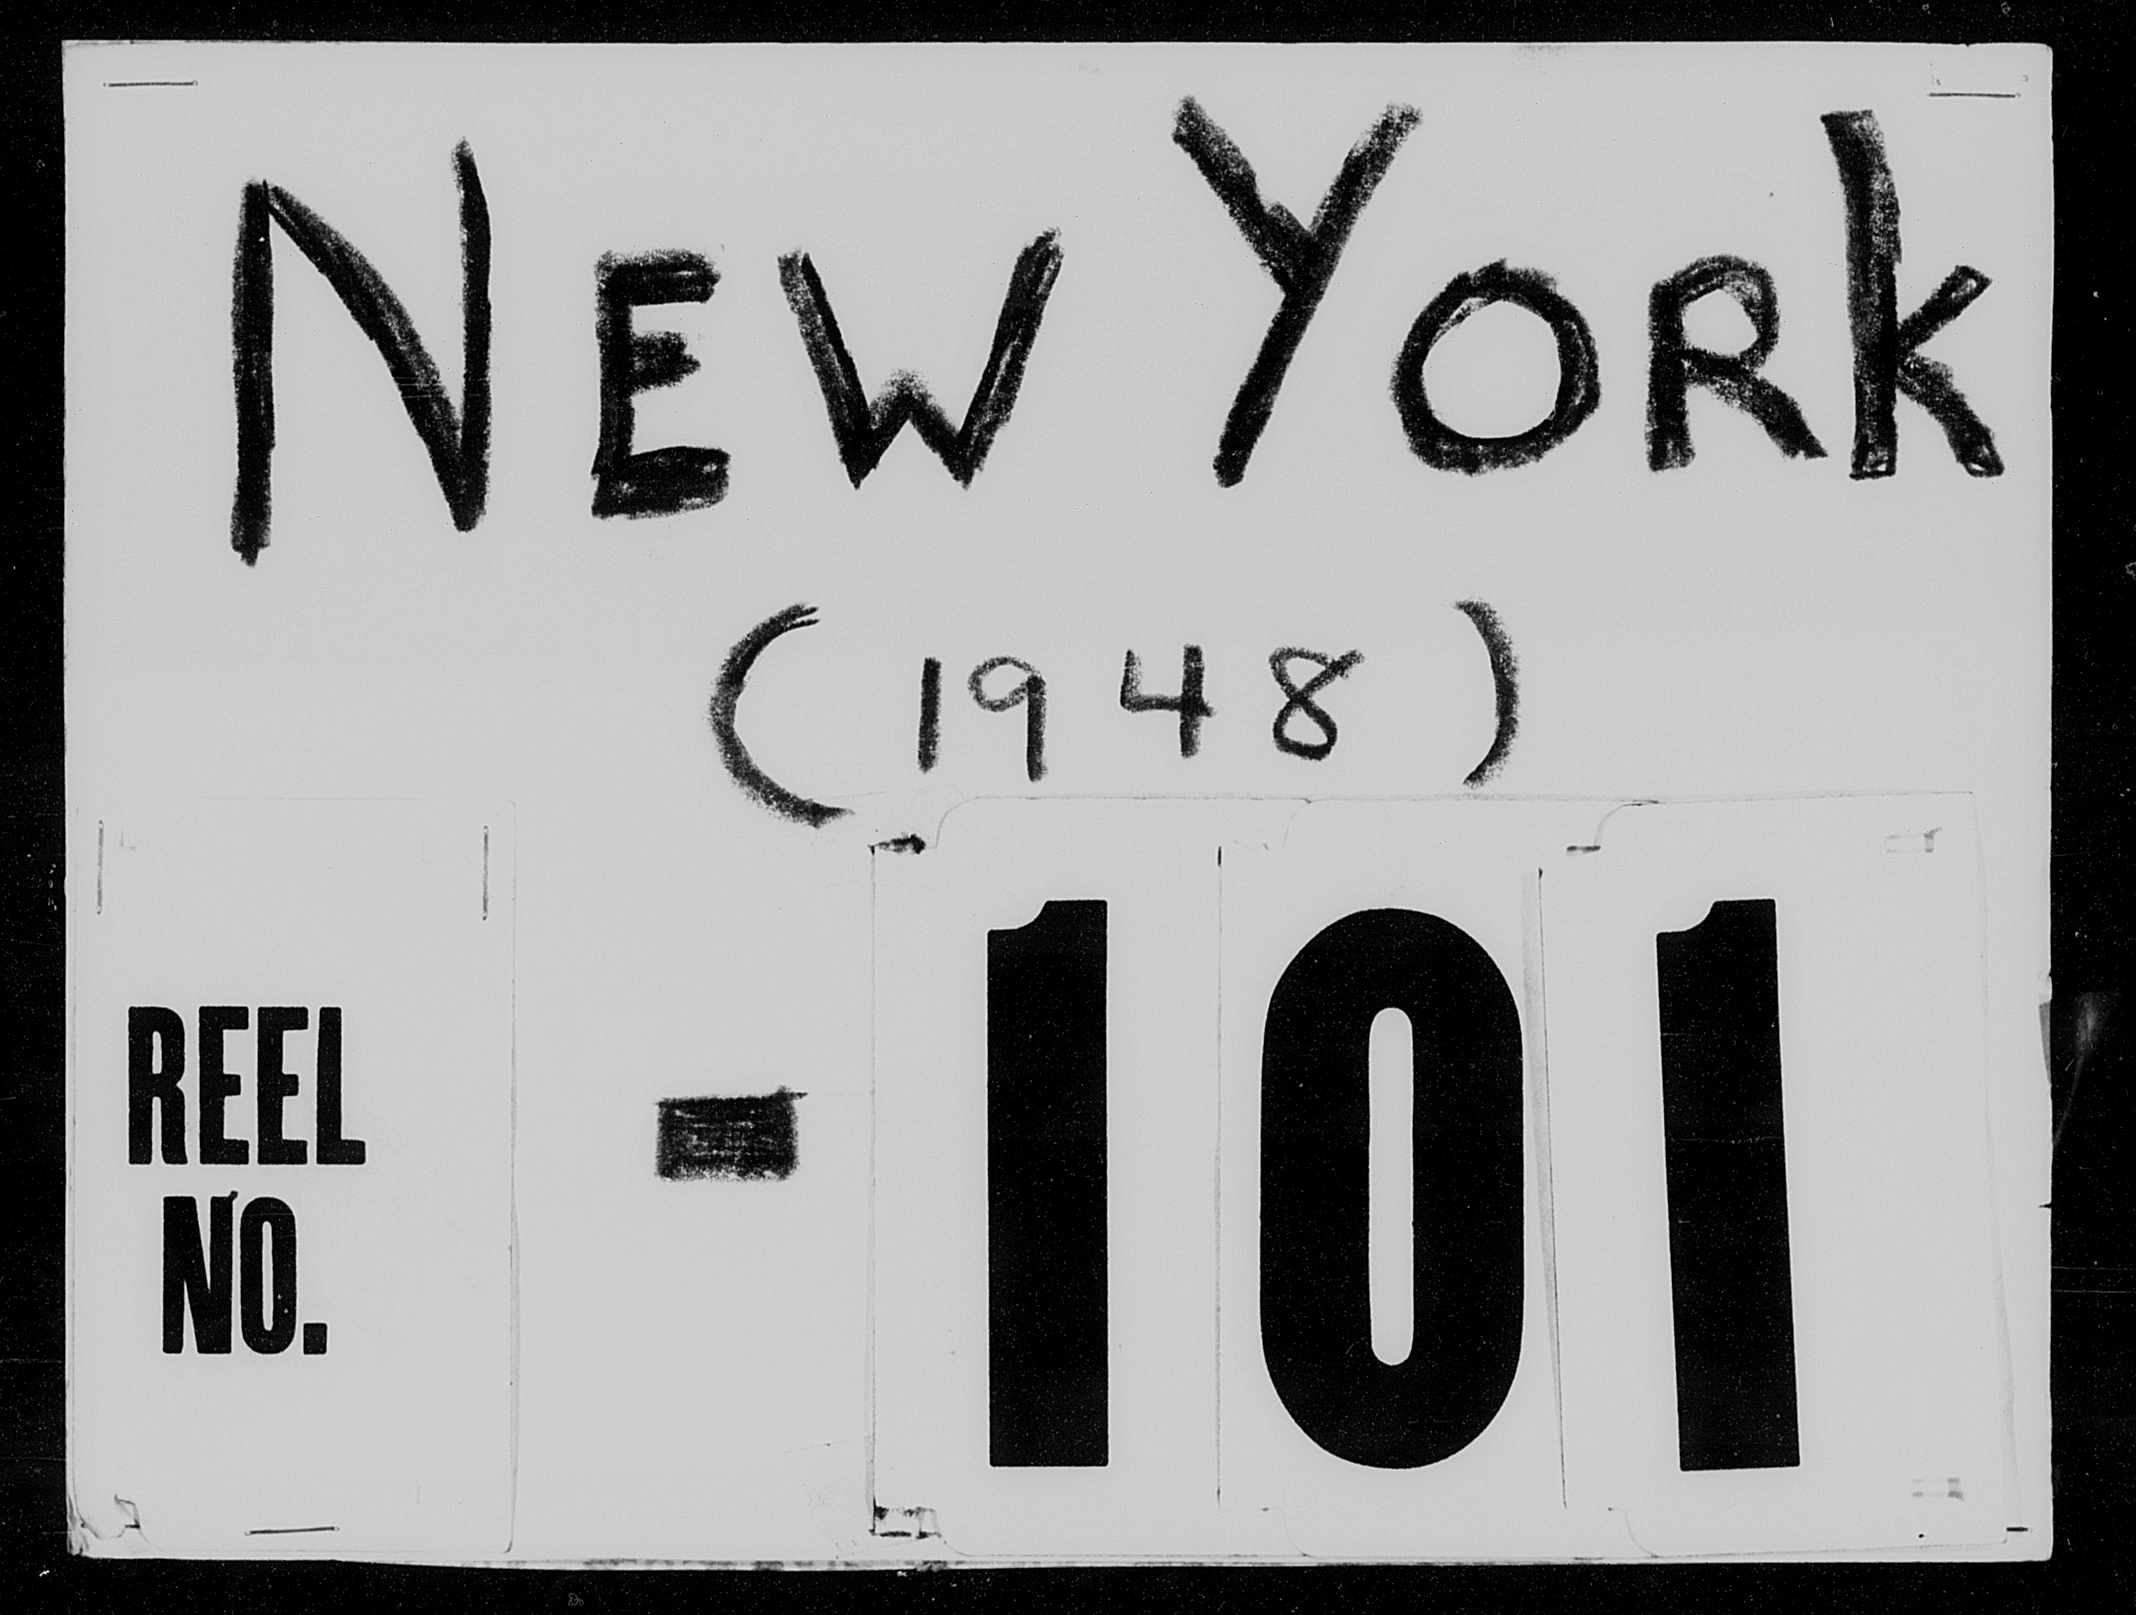 NEW YORK
(1948)
REEL
NO. - 101